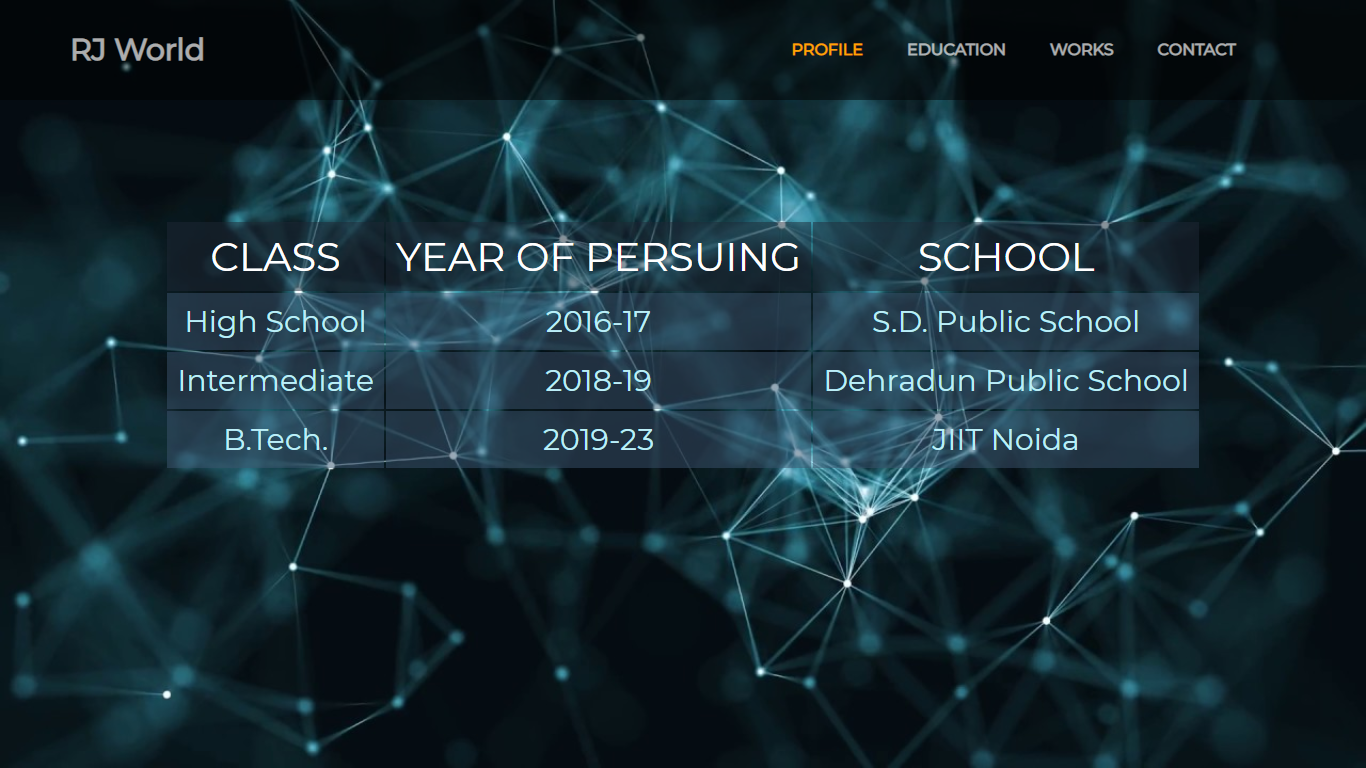 RJ World PROFILE EDUCATION WORKS CONTACT
CLASS YEAR OF PERSUING SCHOOL
High School 2016-17 S.D. Public School
Intermediate 2018-19 Dehradun Public School
B.Tech. 2019-23 JIIT Noida